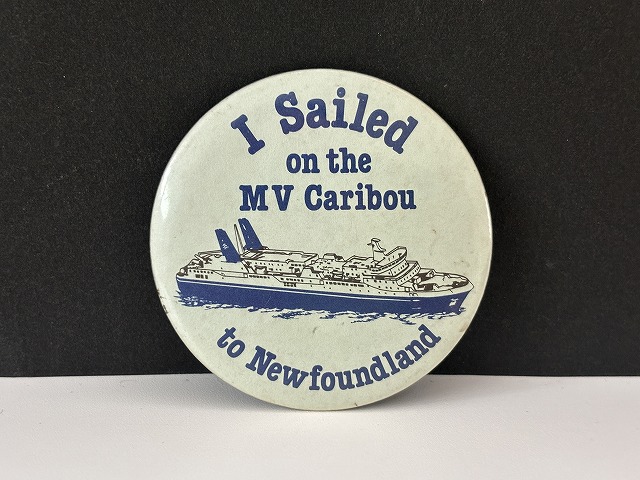 I Sailed
on the
MV Caribou
to Newfoundland